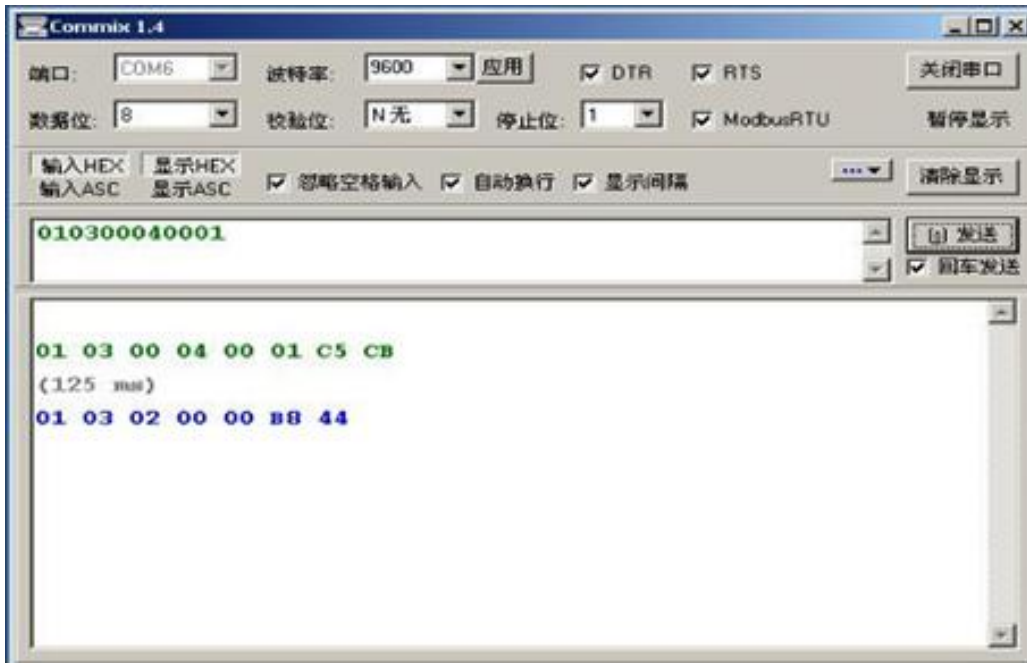 Commix 1.4
端口: COM6 波特率: 9600 应用 DTR RTS 关闭串口
数据位: 8 校验位: N 无 停止位: 1 ModbusRTU 暂停显示
输入HEX 显示HEX
输入ASC 显示ASC 忽略空格输入 自动换行 显示间隔 ... 清除显示
010300040001 发送
回车发送
01 03 00 04 00 01 C5 CB
(125 ms)
01 03 02 00 00 B8 44